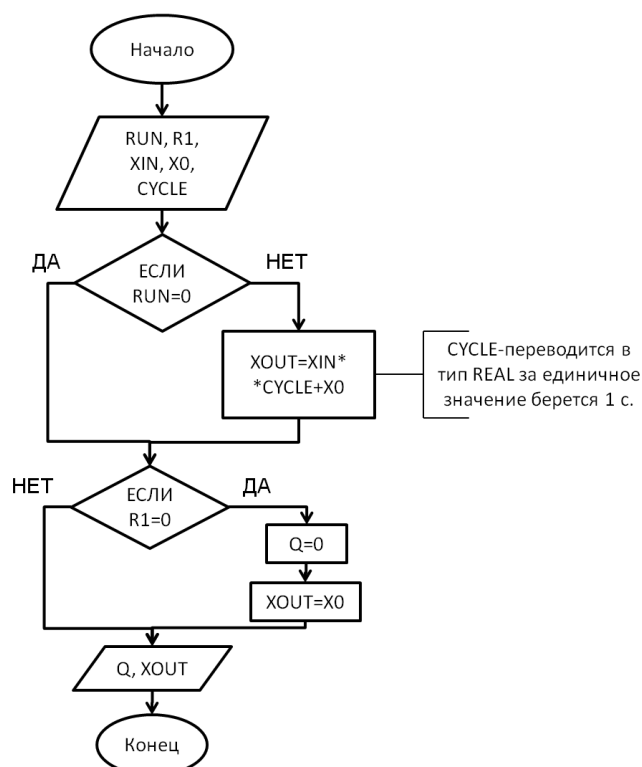 Начало
RUN, R1,
XIN, X0,
CYCLE
ДА
НЕТ
ЕСЛИ
RUN=0
XOUT=XIN*
*CYCLE+X0
CYCLE-переводится в
тип REAL за единичное
значение берется 1 с.
НЕТ
ДА
ЕСЛИ
R1=0
Q=0
XOUT=X0
Q, XOUT
Конец